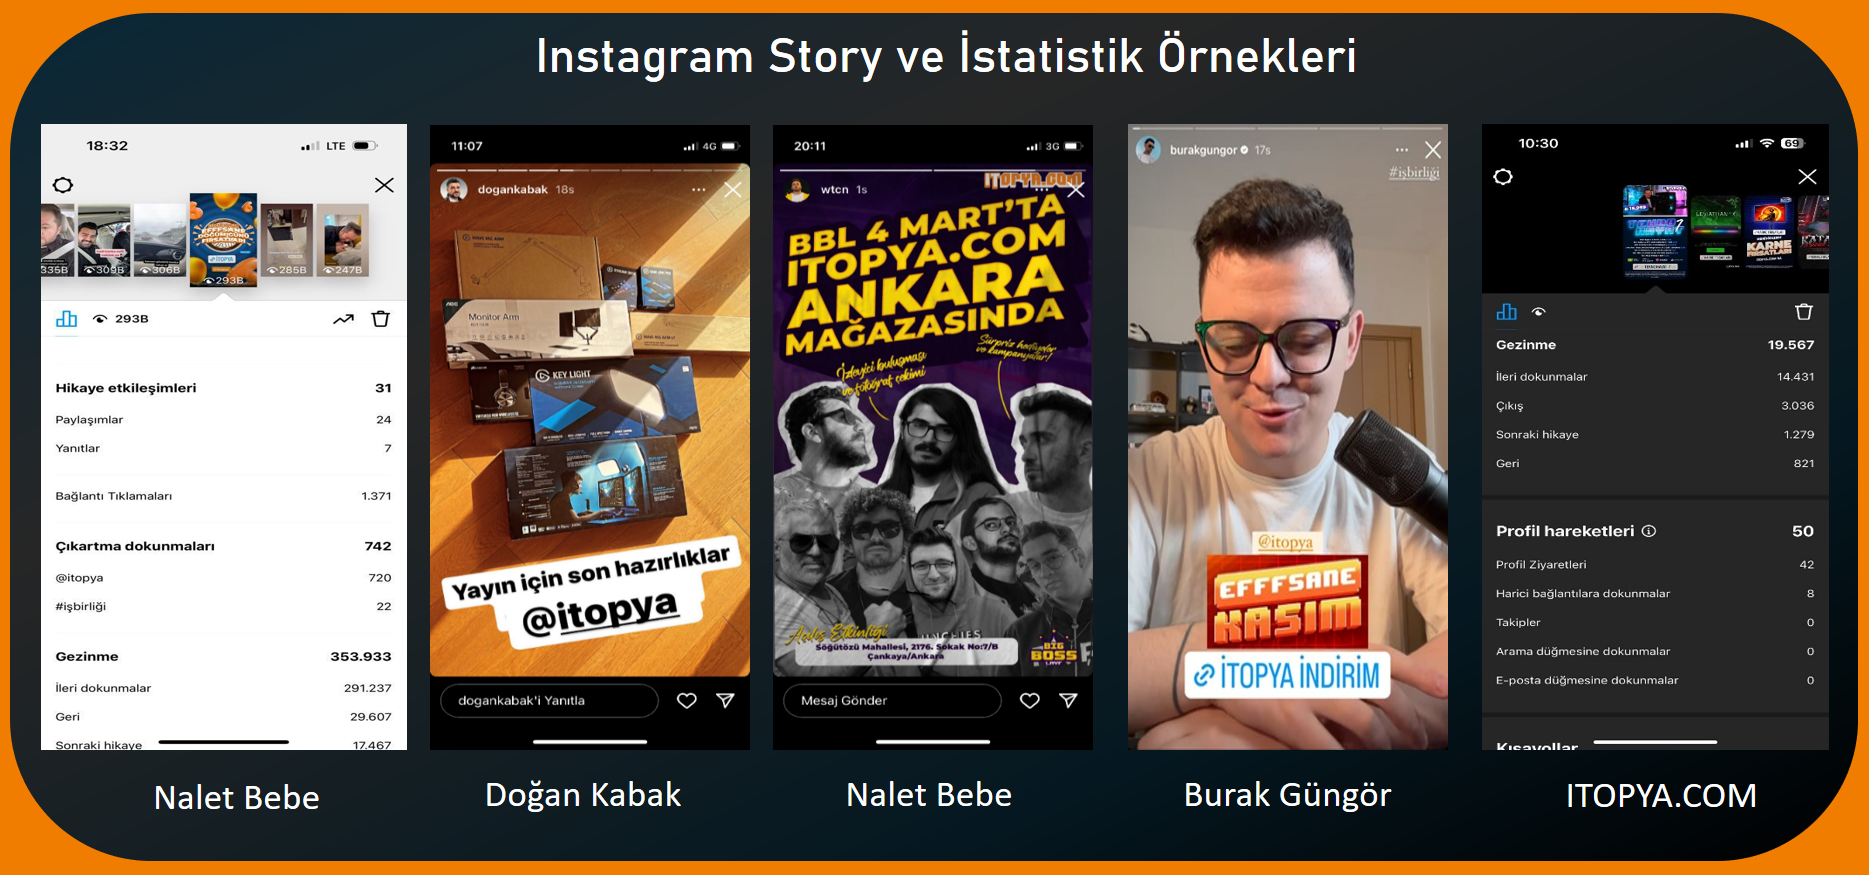 Instagram Story ve İstatistik Örnekleri
18:32
LTE
335B
309B
306B
EFFFSANE
DOĞUMGÜNÜ
FIRSATLARI
İTOPYA
293B
285B
247B
293B
Hikaye etkileşimleri 31
Paylaşımlar 24
Yanıtlar 7
Bağlantı Tıklamaları 1.371
Çıkartma dokunmaları 742
@itopya 720
#işbirliği 22
Gezinme 353.933
İleri dokunmalar 291.237
Geri 29.607
Sonraki hikaye 17.467
Nalet Bebe
11:07
4G
dogankabak 18s
Monitor Arm
KEY LIGHT
Yayın için son hazırlıklar
@itopya
dogankabak'i Yanıtla
Doğan Kabak
20:11
3G
wtcn 1s
ITOPYA.COM
BBL 4 MART'TA
ITOPYA.COM
ANKARA
MAĞAZASINDA
İzleyici buluşması
ve fotoğraf çekimi
Sürpriz hediyeler
ve kampanyalar!
Açılış Etkinliği
Söğütözü Mahallesi, 2176. Sokak No:7/B
Çankaya/Ankara
BIG
BOSS
Mesaj Gönder
Nalet Bebe
burakgungor 17s
#işbirliği
@itopya
EFFFSANE
KASIM
İTOPYA İNDİRİM
Burak Güngör
10:30
69
LEVIATHAN
KARNE
FIRSATLARI
Gezinme 19.567
İleri dokunmalar 14.431
Çıkış 3.036
Sonraki hikaye 1.279
Geri 821
Profil hareketleri 50
Profil Ziyaretleri 42
Harici bağlantılara dokunmalar 8
Takipler 0
Arama düğmesine dokunmalar 0
E-posta düğmesine dokunmalar 0
Kısayollar
ITOPYA.COM